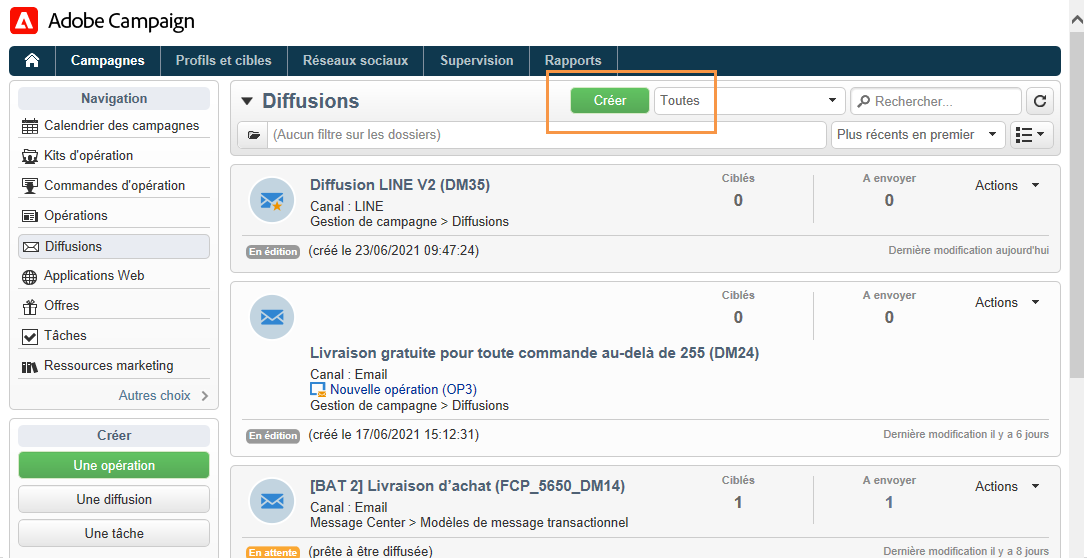 Adobe Campaign
Campagnes Profils et cibles Réseaux sociaux Supervision Rapports
Navigation
Calendrier des campagnes
Kits d'opération
Commandes d'opération
Opérations
Diffusions
Applications Web
Offres
Tâches
Ressources marketing
Autres choix
Créer
Une opération
Une diffusion
Une tâche
Diffusions Créer Toutes Rechercher...
(Aucun filtre sur les dossiers) Plus récents en premier
Diffusion LINE V2 (DM35) Ciblés A envoyer Actions
Canal : LINE 0 0
Gestion de campagne > Diffusions
En édition (créé le 23/06/2021 09:47:24) Dernière modification aujourd'hui
Ciblés A envoyer Actions
0 0
Livraison gratuite pour toute commande au-delà de 255 (DM24)
Canal : Email
Nouvelle opération (OP3)
Gestion de campagne > Diffusions
En édition (créé le 17/06/2021 15:12:31) Dernière modification il y a 6 jours
[BAT 2] Livraison d’achat (FCP_5650_DM14) Ciblés A envoyer Actions
Canal : Email 1 1
Message Center > Modèles de message transactionnel
En attente (prête à être diffusée) Dernière modification il y a 8 jours